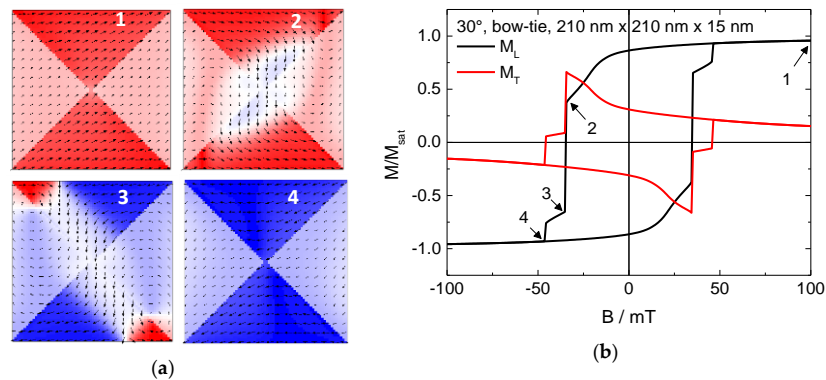 1
2
3
4
(a)
30°, bow-tie, 210 nm x 210 nm x 15 nm
M_L
M_T
1
2
3
4
1.0
0.5
0.0
-0.5
-1.0
M/M_sat
-100 -50 0 50 100
B / mT
(b)